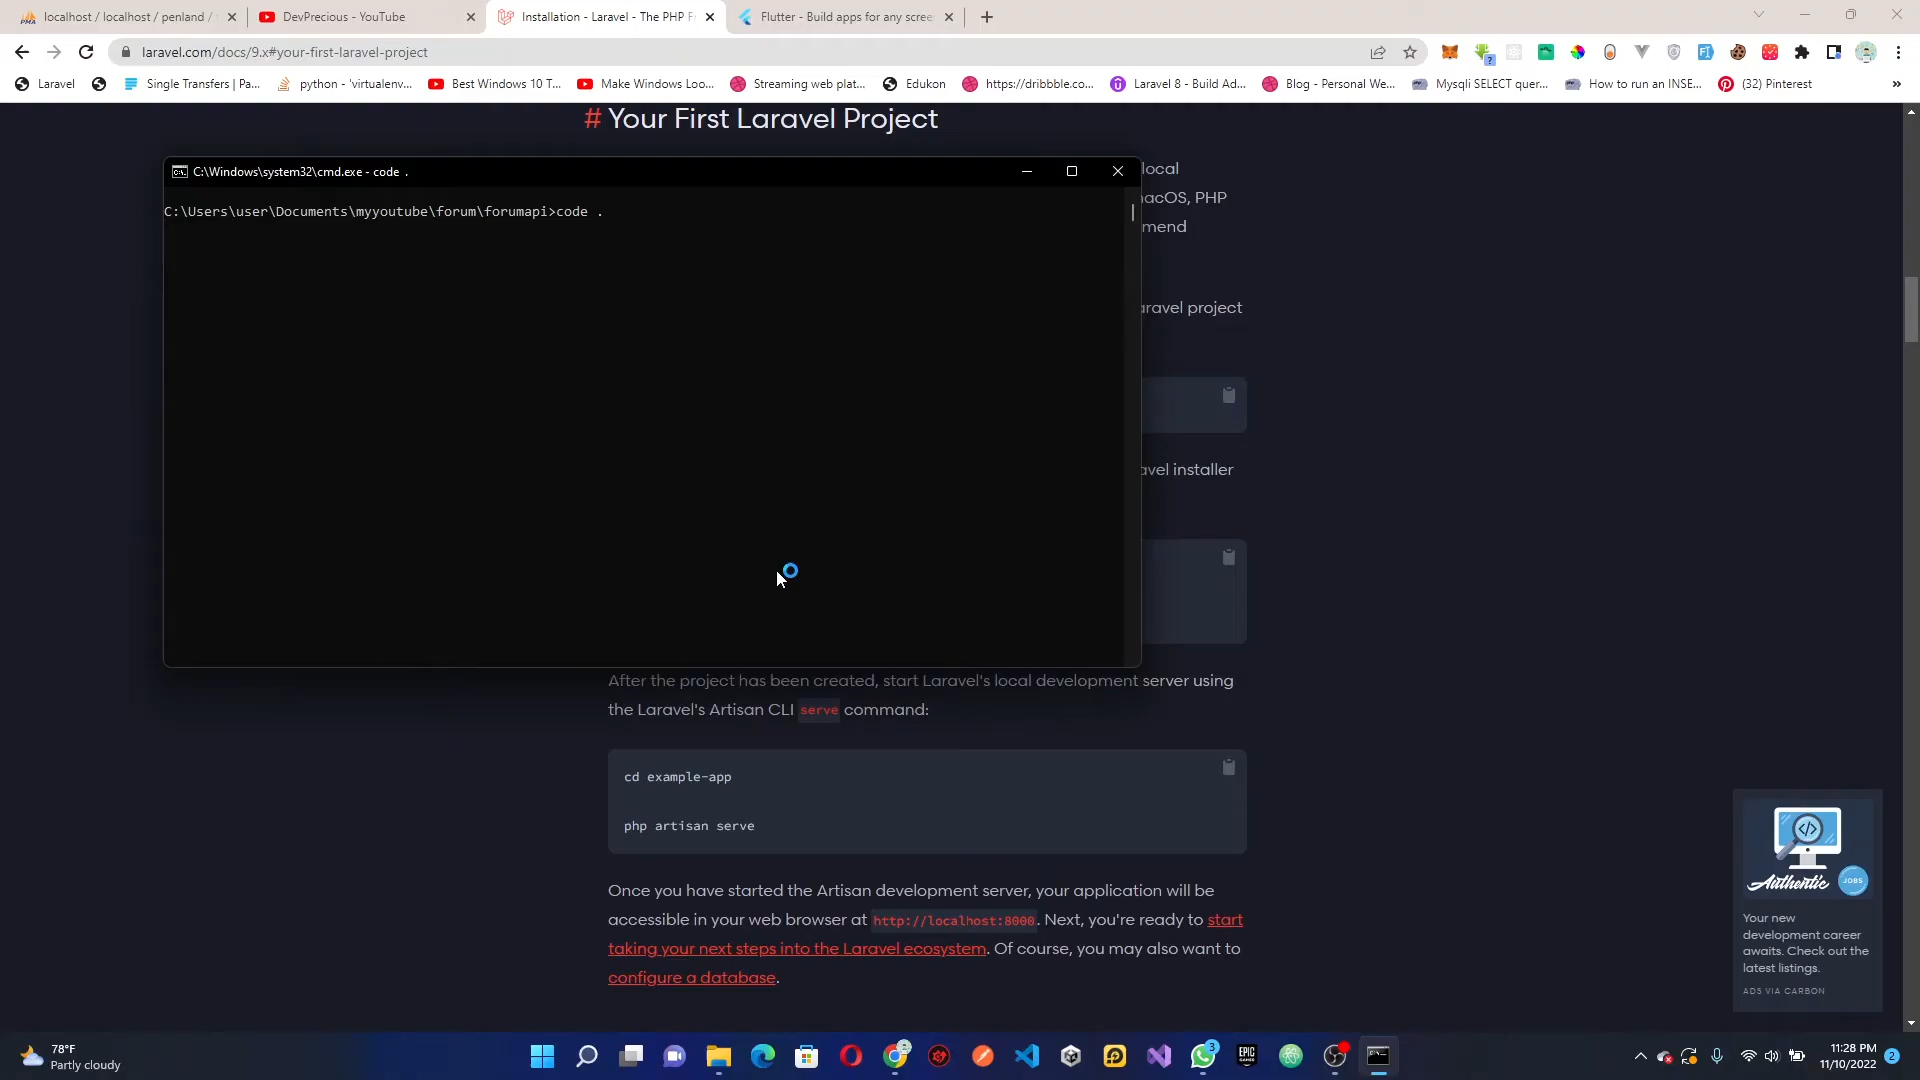 localhost / localhost / penland /
DevPrecious - YouTube
Installation - Laravel - The PHP F
Flutter - Build apps for any scree
laravel.com/docs/9.x#your-first-laravel-project
Laravel
Single Transfers | Pa...
python - 'virtualenv...
Best Windows 10 T...
Make Windows Loo...
Streaming web plat...
Edukon
https://dribbble.co...
Laravel 8 - Build Ad...
Blog - Personal We...
Mysqli SELECT quer...
How to run an INSE...
(32) Pinterest
»
# Your First Laravel Project
C:\Windows\system32\cmd.exe - code .
local
C:\Users\user\Documents\myyoutube\forum\forumapi>code .
acOS, PHP
mend
aravel project
avel installer
After the project has been created, start Laravel's local development server using
the Laravel's Artisan CLI serve command:
cd example-app
php artisan serve
Once you have started the Artisan development server, your application will be
accessible in your web browser at http://localhost:8000. Next, you're ready to start
taking your next steps into the Laravel ecosystem. Of course, you may also want to
configure a database.
Authentic JOBS
Your new
development career
awaits. Check out the
latest listings.
ADS VIA CARBON
78°F
Partly cloudy
3
EPIC
GAMES
11:28 PM
11/10/2022
2